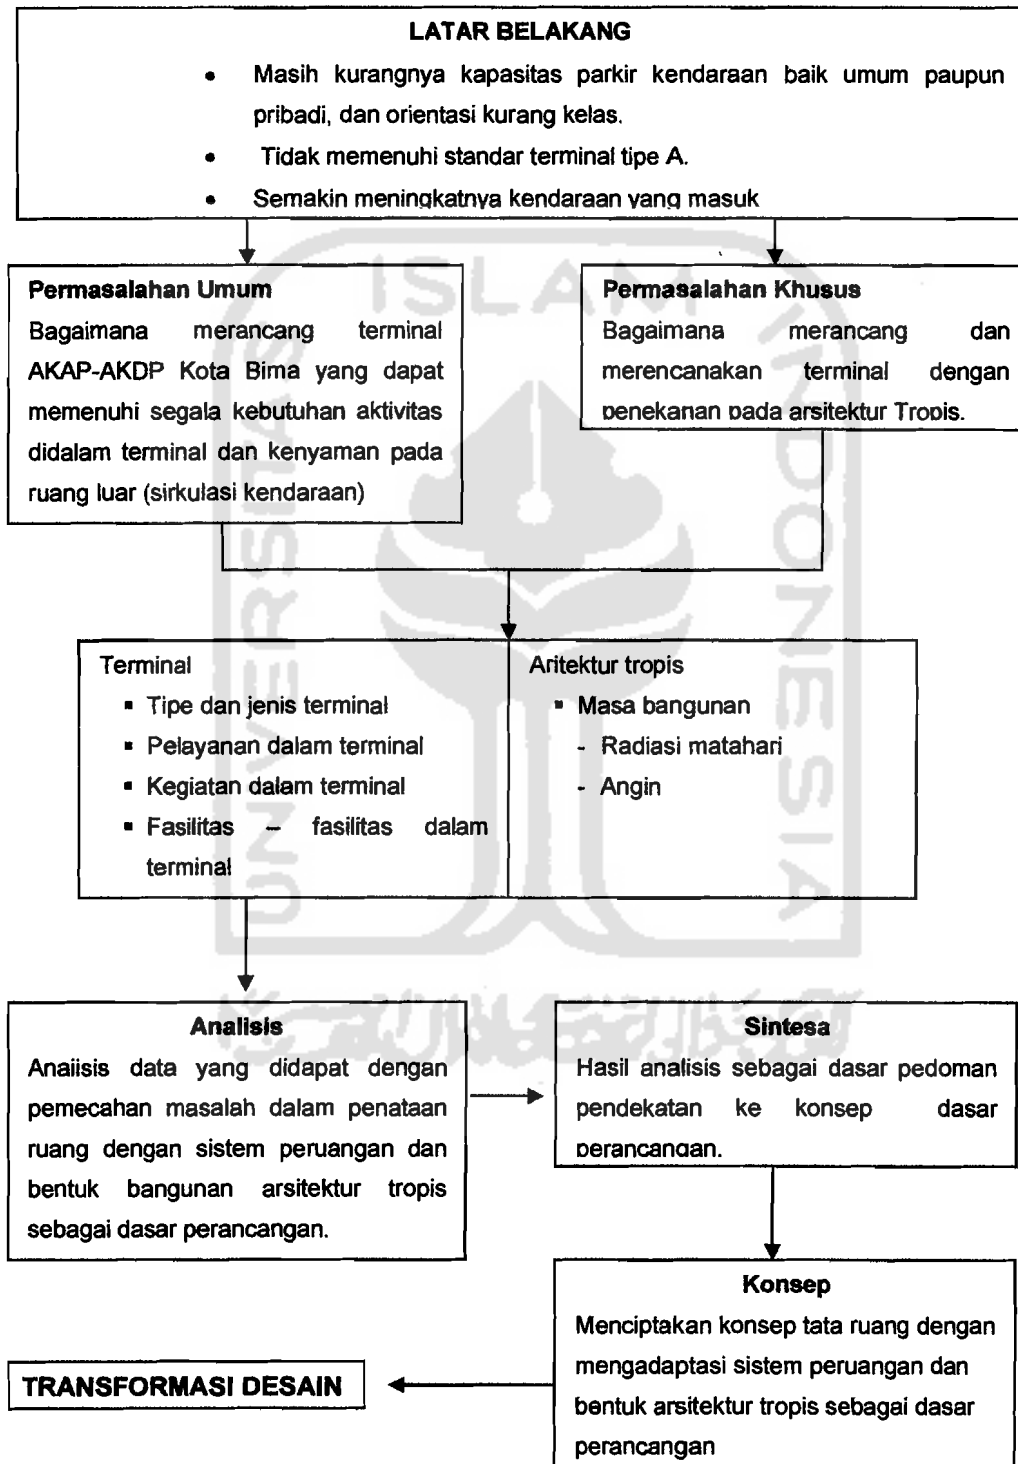 LATAR BELAKANG
• Masih kurangnya kapasitas parkir kendaraan baik umum paupun
pribadi, dan orientasi kurang kelas.
• Tidak memenuhi standar terminal tipe A.
• Semakin meningkatnya kendaraan yang masuk
Permasalahan Umum
Bagaimana merancang terminal
AKAP-AKDP Kota Bima yang dapat
memenuhi segala kebutuhan aktivitas
didalam terminal dan kenyaman pada
ruang luar (sirkulasi kendaraan)
Permasalahan Khusus
Bagaimana merancang dan
merencanakan terminal dengan
penekanan pada arsitektur Tropis.
Terminal
▪ Tipe dan jenis terminal
▪ Pelayanan dalam terminal
▪ Kegiatan dalam terminal
▪ Fasilitas – fasilitas dalam
terminal
Aritektur tropis
▪ Masa bangunan
- Radiasi matahari
- Angin
Analisis
Analisis data yang didapat dengan
pemecahan masalah dalam penataan
ruang dengan sistem peruangan dan
bentuk bangunan arsitektur tropis
sebagai dasar perancangan.
Sintesa
Hasil analisis sebagai dasar pedoman
pendekatan ke konsep dasar
perancangan.
Konsep
Menciptakan konsep tata ruang dengan
mengadaptasi sistem peruangan dan
bentuk arsitektur tropis sebagai dasar
perancangan
TRANSFORMASI DESAIN
UNIVERSITAS
ISLAM
INDONESIA